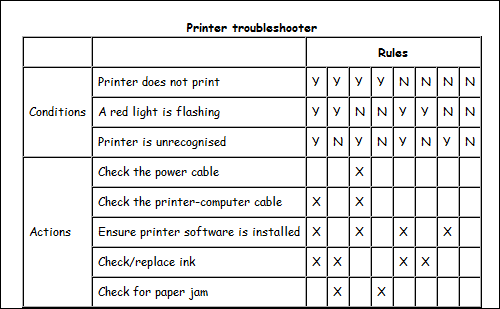 Printer troubleshooter
Rules
Printer does not print Y Y Y Y N N N N
Conditions A red light is flashing Y Y N N Y Y N N
Printer is unrecognised Y N Y N Y N Y N
Check the power cable X
Check the printer-computer cable X X
Actions Ensure printer software is installed X X X X
Check/replace ink X X X X
Check for paper jam X X